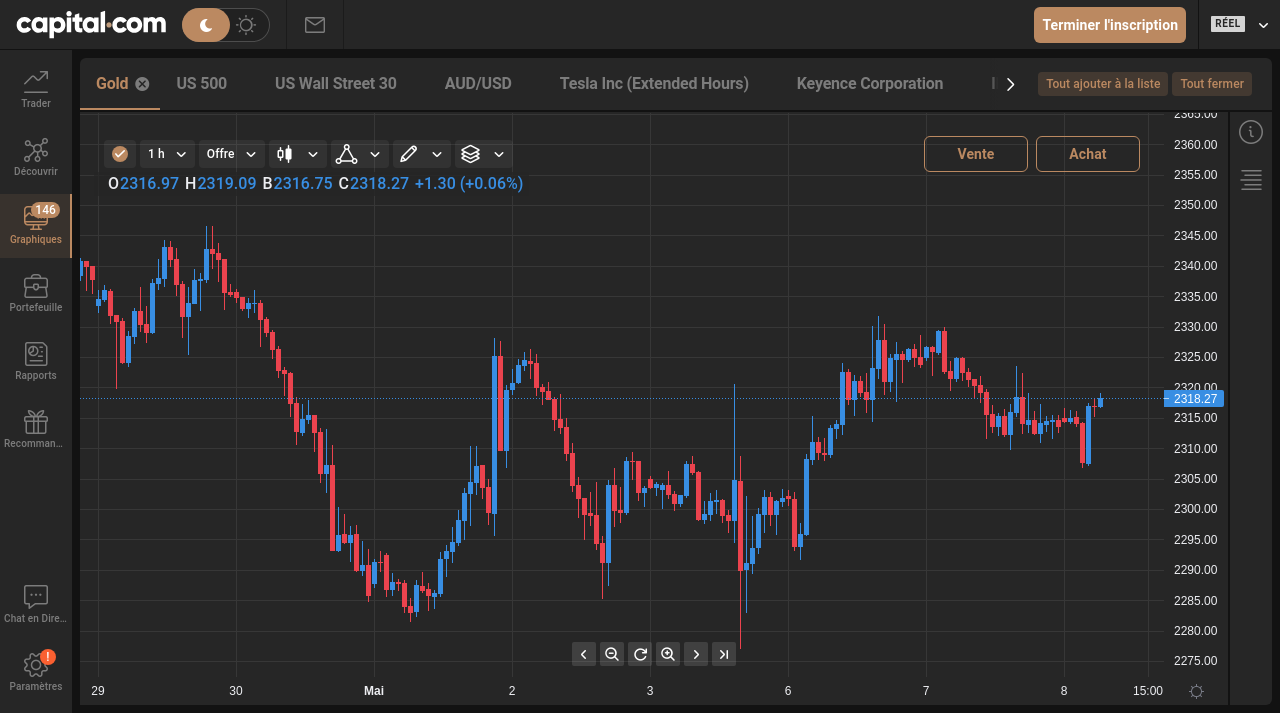 capital.com
Terminer l'inscription
RÉEL
Gold
US 500
US Wall Street 30
AUD/USD
Tesla Inc (Extended Hours)
Keyence Corporation
Tout ajouter à la liste
Tout fermer
Trader
Découvrir
146
Graphiques
Portefeuille
Rapports
Recomman...
Chat en Dire...
!
Paramètres
1 h
Offre
Vente
Achat
O2316.97 H2319.09 B2316.75 C2318.27 +1.30 (+0.06%)
2365.00
2360.00
2355.00
2350.00
2345.00
2340.00
2335.00
2330.00
2325.00
2320.00
2318.27
2315.00
2310.00
2305.00
2300.00
2295.00
2290.00
2285.00
2280.00
2275.00
29 30 Mai 2 3 6 7 8 15:00